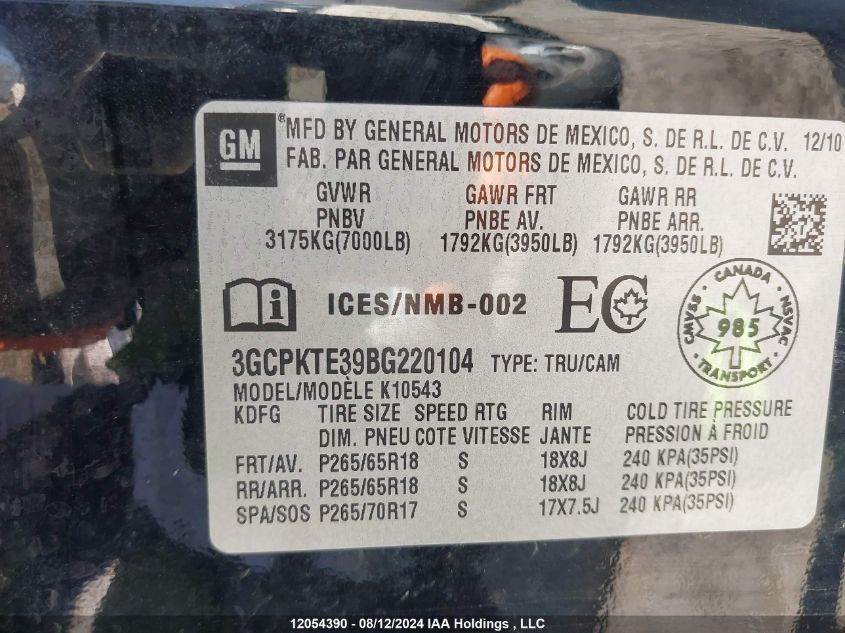 GM
®MFD BY GENERAL MOTORS DE MEXICO, S. DE R.L. DE C.V. 12/10
FAB. PAR GENERAL MOTORS DE MEXICO, S. DE R.L. DE C.V.
GVWR GAWR FRT GAWR RR
PNBV PNBE AV. PNBE ARR.
3175KG(7000LB) 1792KG(3950LB) 1792KG(3950LB)
i ICES/NMB-002 EC
CANADA
CMVSS 985 NSVAC
TRANSPORT
3GCPKTE39BG220104 TYPE: TRU/CAM
MODEL/MODÈLE K10543
KDFG TIRE SIZE SPEED RTG RIM COLD TIRE PRESSURE
DIM. PNEU COTE VITESSE JANTE PRESSION À FROID
FRT/AV. P265/65R18 S 18X8J 240 KPA(35PSI)
RR/ARR. P265/65R18 S 18X8J 240 KPA(35PSI)
SPA/SOS P265/70R17 S 17X7.5J 240 KPA(35PSI)
12054390 - 08/12/2024 IAA Holdings , LLC